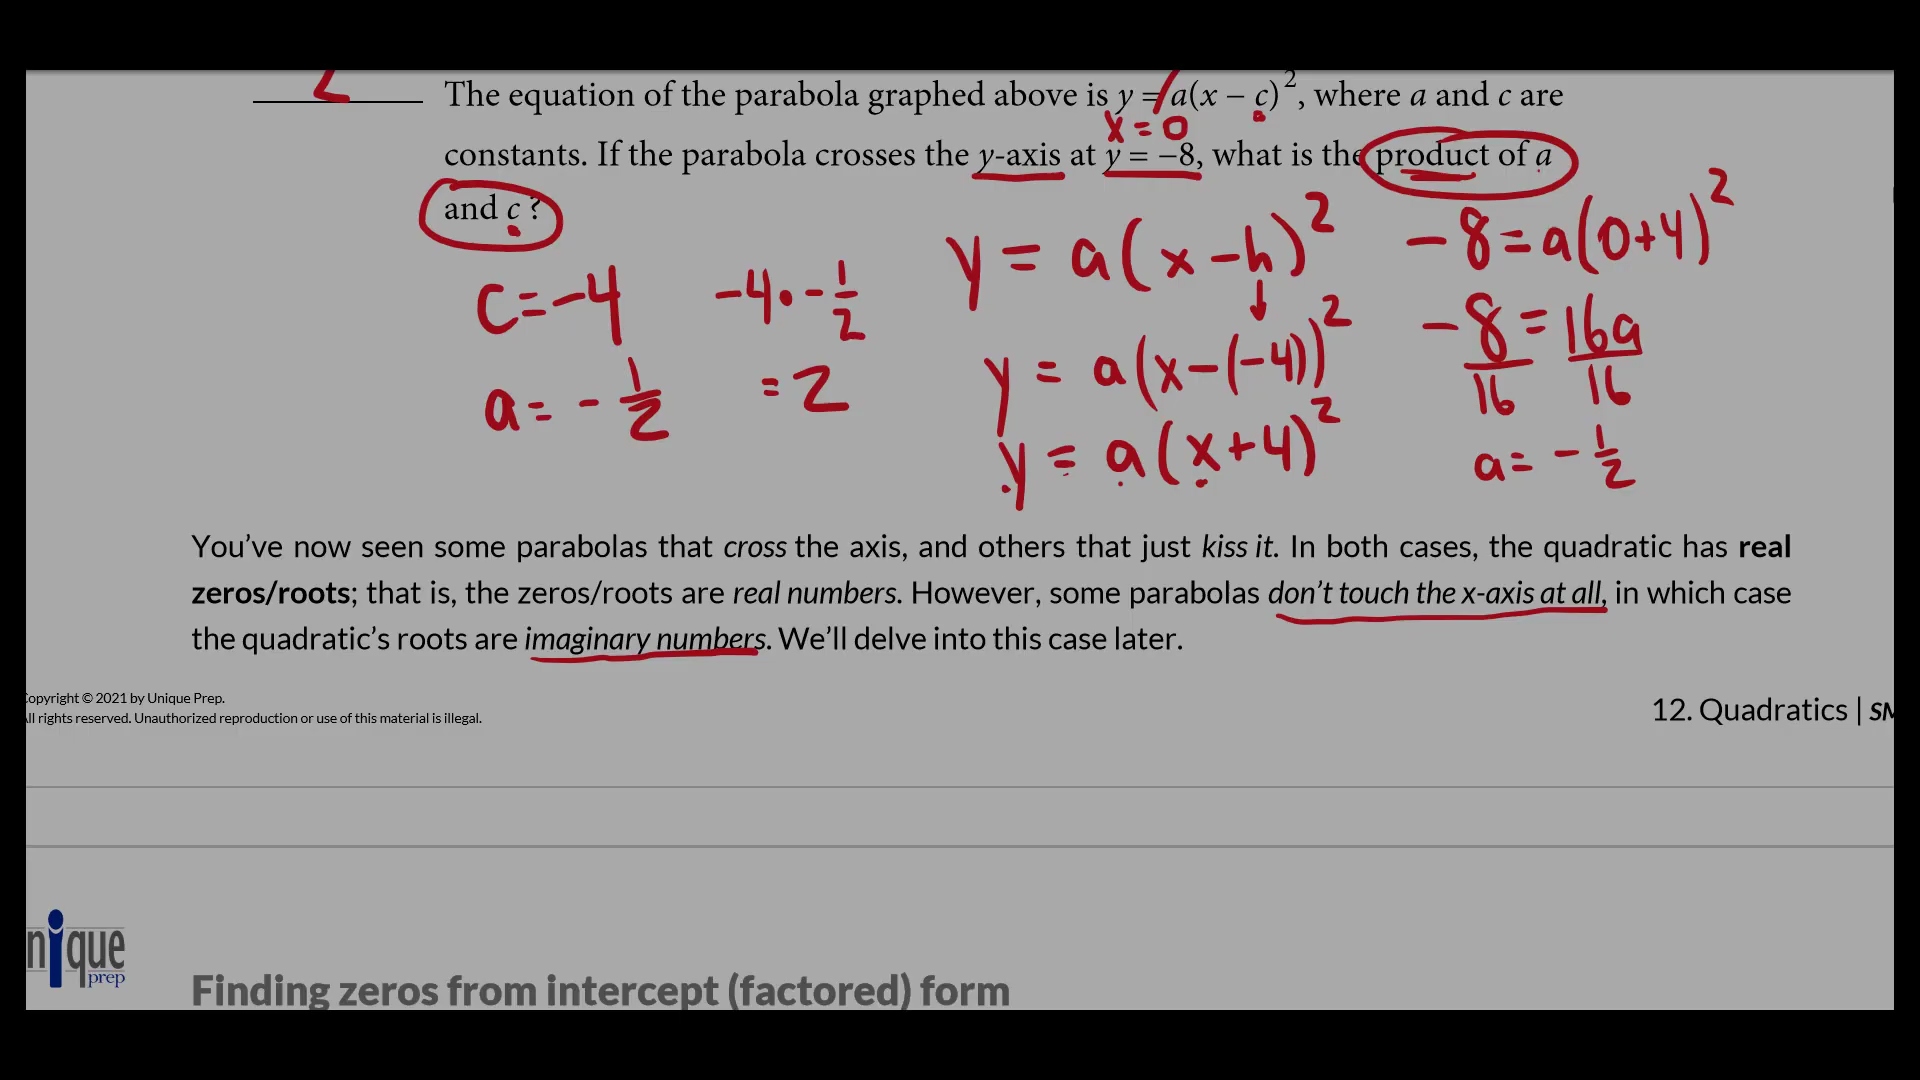 2
The equation of the parabola graphed above is y = a(x − c)², where a and c are
x = 0
constants. If the parabola crosses the y-axis at y = −8, what is the product of a
and c ?
y = a(x-h)²
-8 = a(0+4)²
c = -4
-4 · -1/2
y = a(x-(-4))²
-8/16 = 16a/16
a = -1/2
= 2
y = a(x+4)²
a = -1/2
You’ve now seen some parabolas that cross the axis, and others that just kiss it. In both cases, the quadratic has real
zeros/roots; that is, the zeros/roots are real numbers. However, some parabolas don’t touch the x-axis at all, in which case
the quadratic’s roots are imaginary numbers. We’ll delve into this case later.
opyright © 2021 by Unique Prep.
ll rights reserved. Unauthorized reproduction or use of this material is illegal.
12. Quadratics | SM
nique
prep
Finding zeros from intercept (factored) form